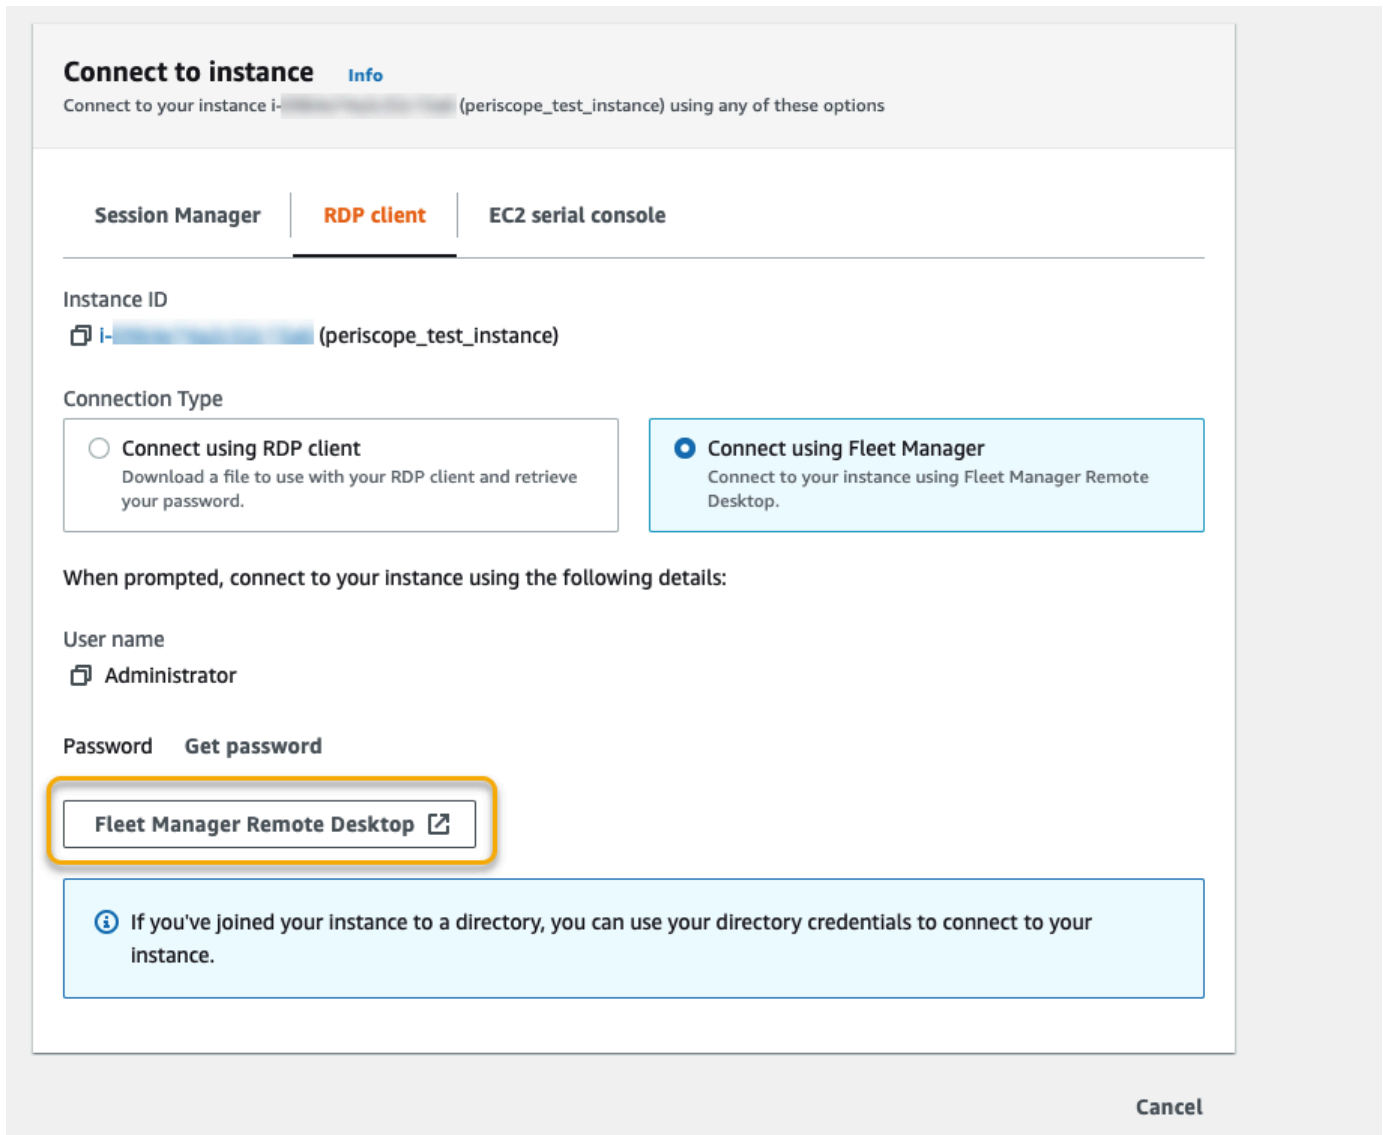 Connect to instance Info
Connect to your instance i- (periscope_test_instance) using any of these options
Session Manager RDP client EC2 serial console
Instance ID
i- (periscope_test_instance)
Connection Type
Connect using RDP client
Download a file to use with your RDP client and retrieve
your password.
Connect using Fleet Manager
Connect to your instance using Fleet Manager Remote
Desktop.
When prompted, connect to your instance using the following details:
User name
Administrator
Password Get password
Fleet Manager Remote Desktop
If you've joined your instance to a directory, you can use your directory credentials to connect to your
instance.
Cancel